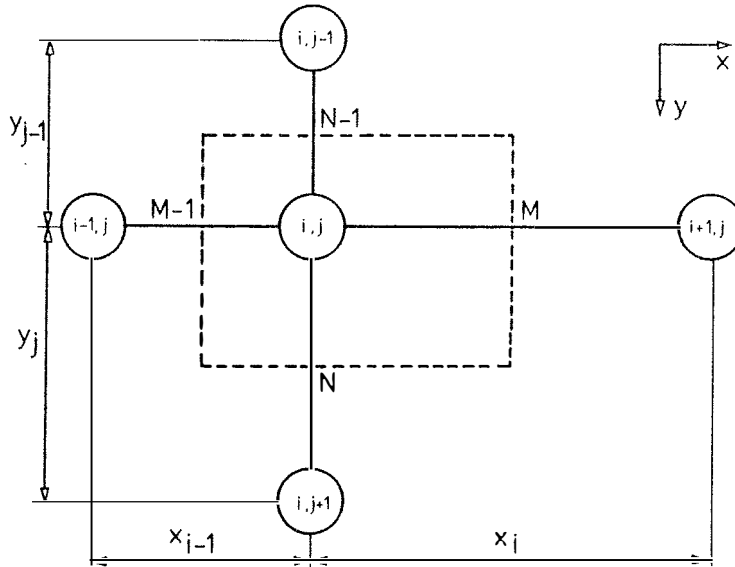 i,j-1
x
y
y_{j-1}
N-1
i-1,j
M-1
i,j
M
i+1,j
y_j
N
i,j+1
x_{i-1}
x_i